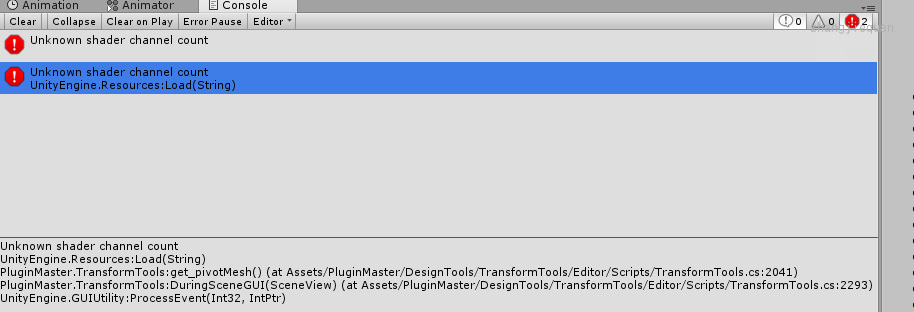 Animation
Animator
Console
Clear
Collapse
Clear on Play
Error Pause
Editor
0
0
2
Unknown shader channel count
Unknown shader channel count
UnityEngine.Resources:Load(String)
Unknown shader channel count
UnityEngine.Resources:Load(String)
PluginMaster.TransformTools:get_pivotMesh() (at Assets/PluginMaster/DesignTools/TransformTools/Editor/Scripts/TransformTools.cs:2041)
PluginMaster.TransformTools:DuringSceneGUI(SceneView) (at Assets/PluginMaster/DesignTools/TransformTools/Editor/Scripts/TransformTools.cs:2293)
UnityEngine.GUIUtility:ProcessEvent(Int32, IntPtr)